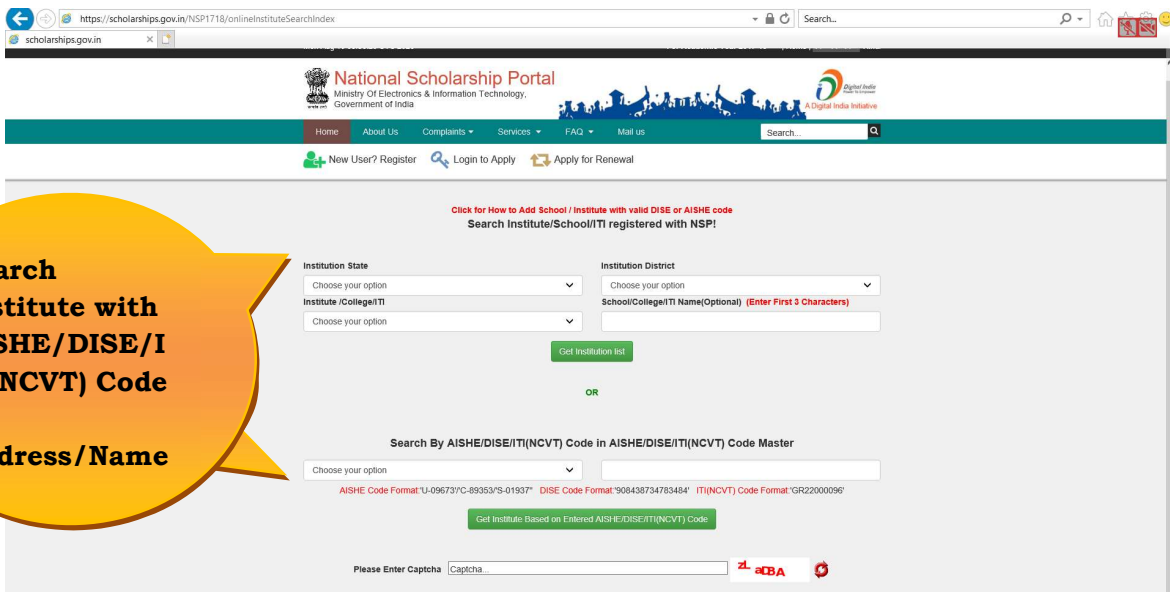 https://scholarships.gov.in/NSP1718/onlineInstituteSearchIndex
Search...
scholarships.gov.in
National Scholarship Portal
Ministry Of Electronics & Information Technology,
Government of India
Digital India
Power To Empower
A Digital India Initiative
Home About Us Complaints Services FAQ Mail us Search...
New User? Register Login to Apply Apply for Renewal
Click for How to Add School / Institute with valid DISE or AISHE code
Search Institute/School/ITI registered with NSP!
Institution State Institution District
Choose your option Choose your option
Institute /College/ITI School/College/ITI Name(Optional) (Enter First 3 Characters)
Choose your option
Get Institution list
OR
Search By AISHE/DISE/ITI(NCVT) Code in AISHE/DISE/ITI(NCVT) Code Master
Choose your option
AISHE Code Format:'U-09673'/'C-89353/'S-01937" DISE Code Format:'908438734783484' ITI(NCVT) Code Format:'GR22000096'
Get Institute Based on Entered AISHE/DISE/ITI(NCVT) Code
Please Enter Captcha Captcha... zL aDBA
arch
stitute with
SHE/DISE/I
NCVT) Code
dress/Name